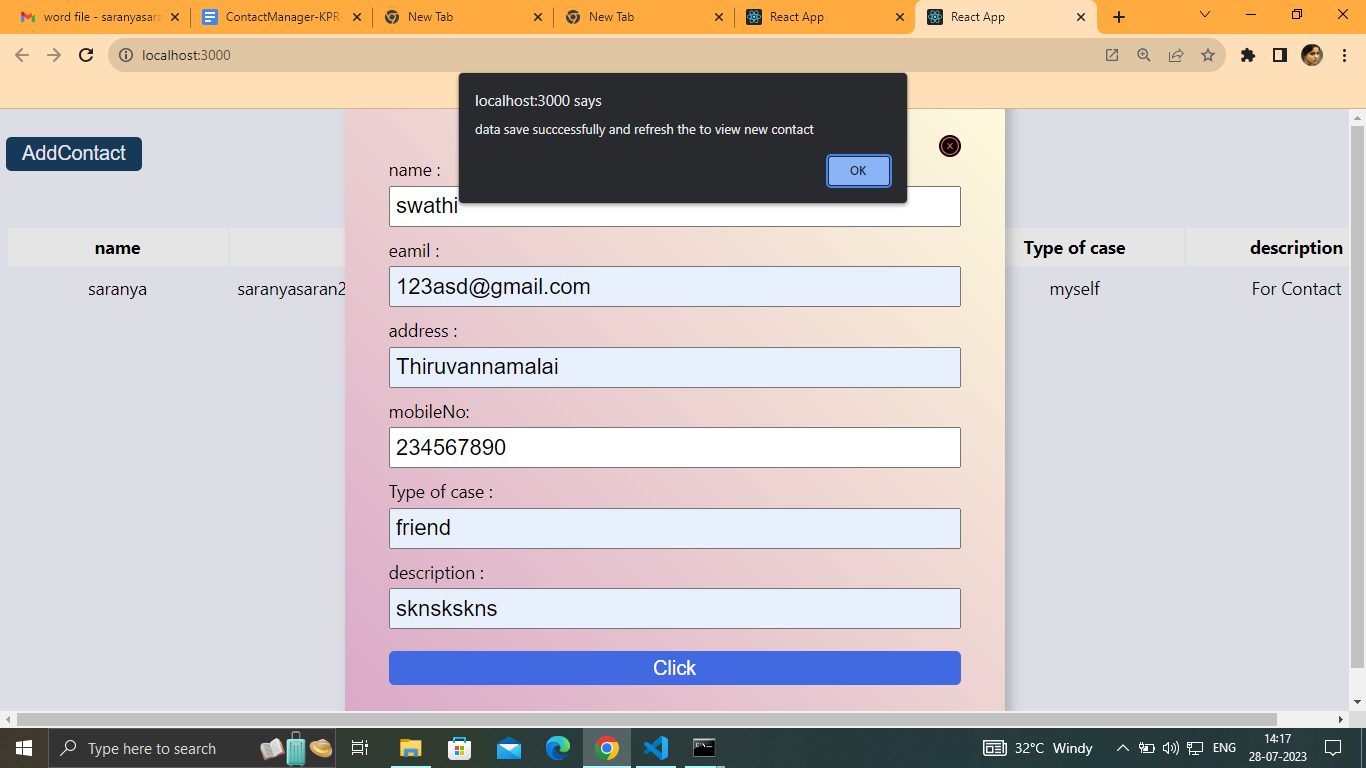 word file - saranyasara
ContactManager-KPR-
New Tab
New Tab
React App
React App
localhost:3000
localhost:3000 says
data save succcessfully and refresh the to view new contact
OK
AddContact
x
name :
swathi
eamil :
123asd@gmail.com
address :
Thiruvannamalai
mobileNo:
234567890
Type of case :
friend
description :
sknskskns
Click
name
Type of case
description
saranya
saranyasaran2
myself
For Contact
Type here to search
32°C Windy
ENG
14:17
28-07-2023